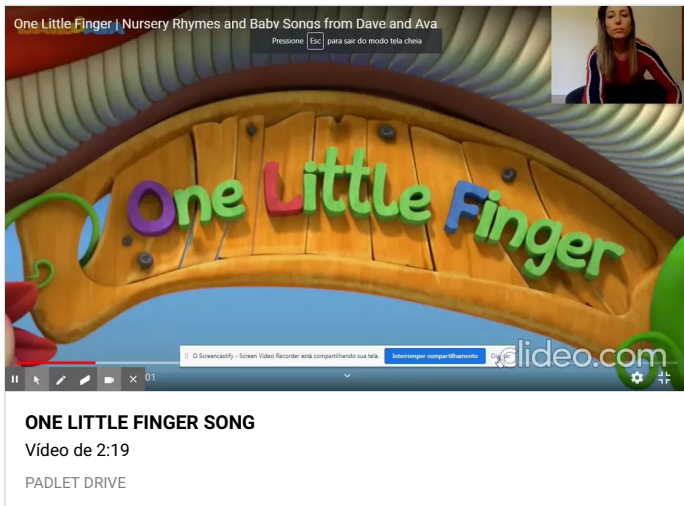 One Little Finger | Nursery Rhymes and Baby Songs from Dave and Ava
Pressione Esc para sair do modo tela cheia
One Little Finger
O Screencastify - Screen Video Recorder está compartilhando sua tela. Interromper compartilhamento
clideo.com
01
ONE LITTLE FINGER SONG
Vídeo de 2:19
PADLET DRIVE